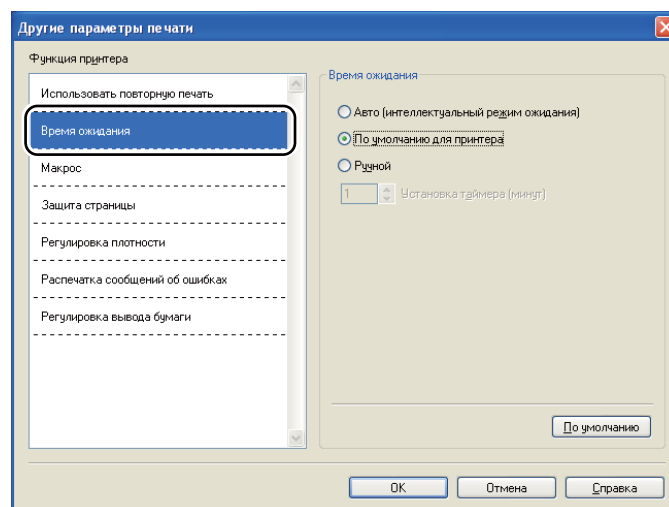 Другие параметры печати
Функция принтера
Использовать повторную печать
Время ожидания
Макрос
Защита страницы
Регулировка плотности
Распечатка сообщений об ошибках
Регулировка вывода бумаги
Время ожидания
Авто (интеллектуальный режим ожидания)
По умолчанию для принтера
Ручной
1 Установка таймера (минут)
По умолчанию
OK Отмена Справка